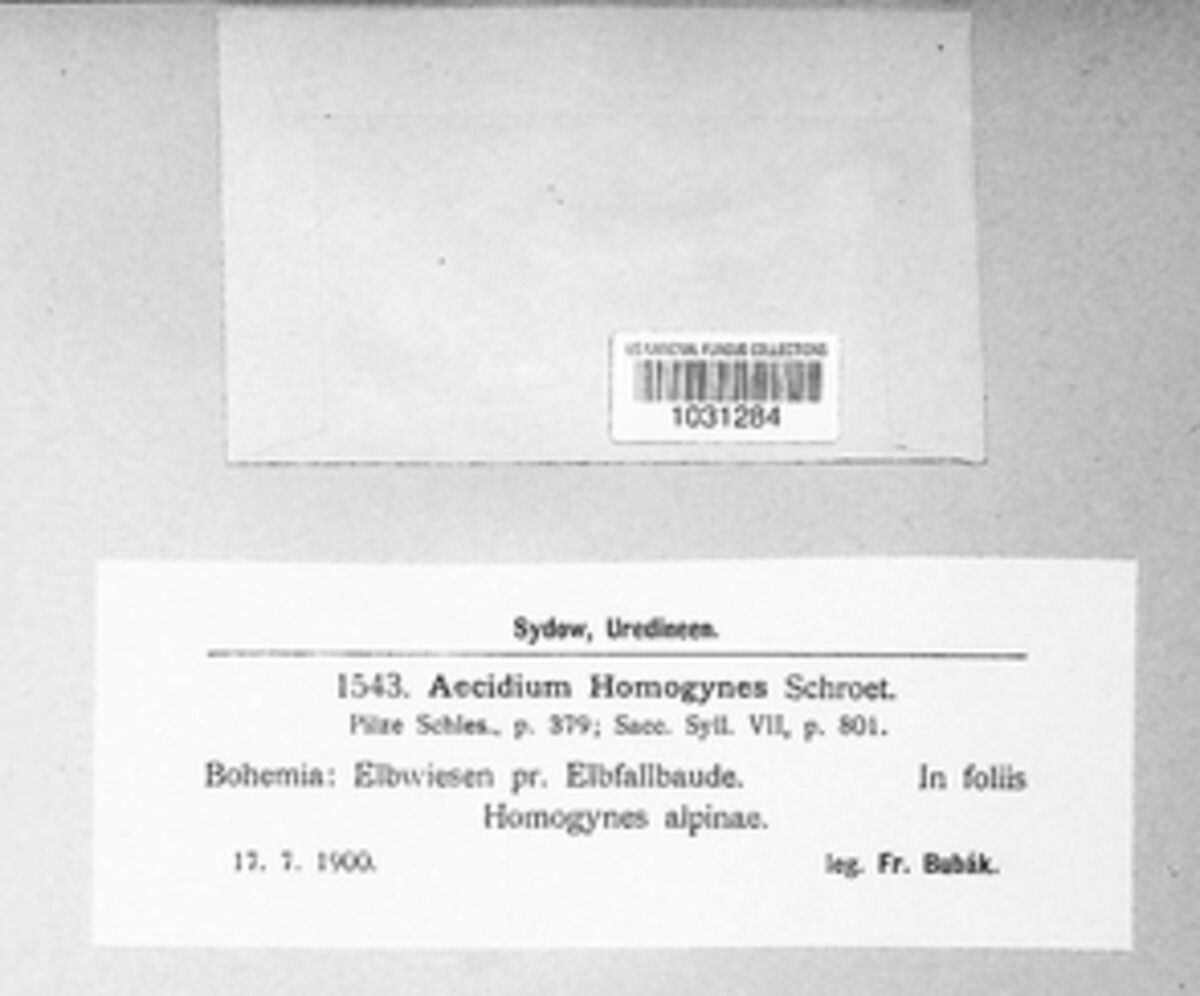 US NATIONAL FUNGUS COLLECTIONS
1031284
Sydow, Uredineen.
1543. Aecidium Homogynes Schroet.
Pilze Schles., p. 379; Sacc. Syll. VII, p. 801.
Bohemia: Elbwiesen pr. Elbfallbaude. In foliis
Homogynes alpinae.
17. 7. 1900. leg. Fr. Bubák.